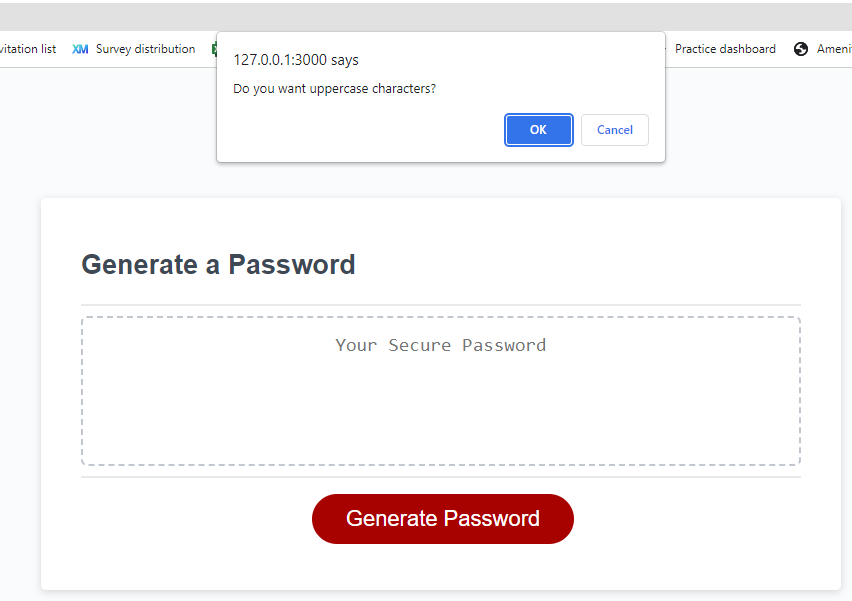 vitation list XM Survey distribution Practice dashboard
127.0.0.1:3000 says
Do you want uppercase characters?
OK Cancel
Generate a Password
Your Secure Password
Generate Password